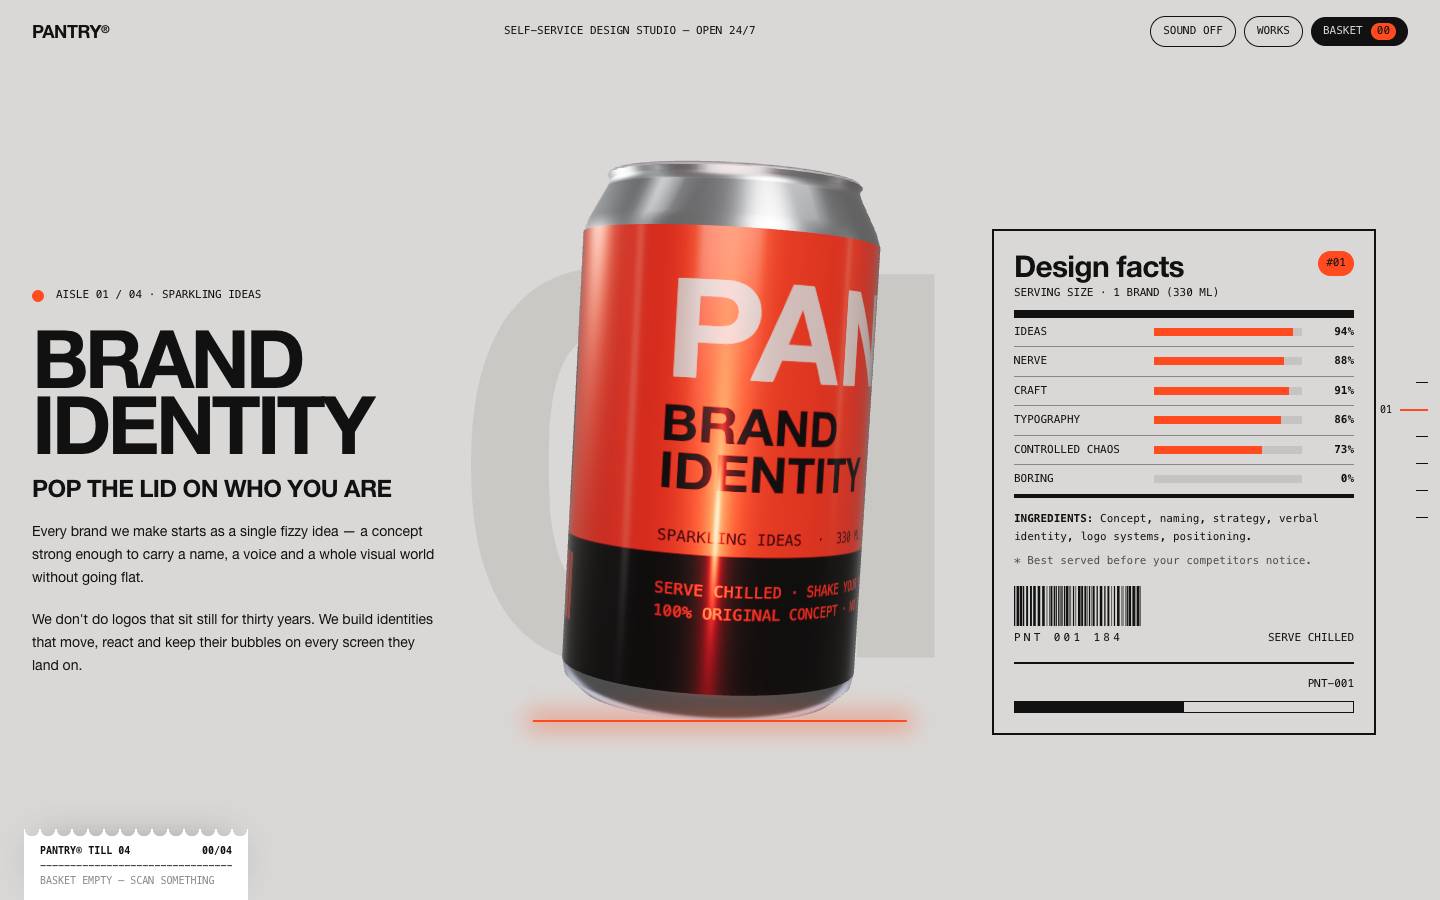 PANTRY®
SELF—SERVICE DESIGN STUDIO — OPEN 24/7
SOUND OFF
WORKS
BASKET 00
AISLE 01 / 04 · SPARKLING IDEAS
BRAND
IDENTITY
POP THE LID ON WHO YOU ARE
Every brand we make starts as a single fizzy idea — a concept
strong enough to carry a name, a voice and a whole visual world
without going flat.
We don't do logos that sit still for thirty years. We build identities
that move, react and keep their bubbles on every screen they
land on.
PAN
BRAND
IDENTITY
SPARKLING IDEAS · 330
SERVE CHILLED · SHAKE YOUR
100% ORIGINAL CONCEPT ·
Design facts
#01
SERVING SIZE · 1 BRAND (330 ML)
IDEAS 94%
NERVE 88%
CRAFT 91%
TYPOGRAPHY 86%
CONTROLLED CHAOS 73%
BORING 0%
INGREDIENTS: Concept, naming, strategy, verbal
identity, logo systems, positioning.
* Best served before your competitors notice.
PNT 001 184
SERVE CHILLED
PNT—001
01
PANTRY® TILL 04 00/04
BASKET EMPTY — SCAN SOMETHING